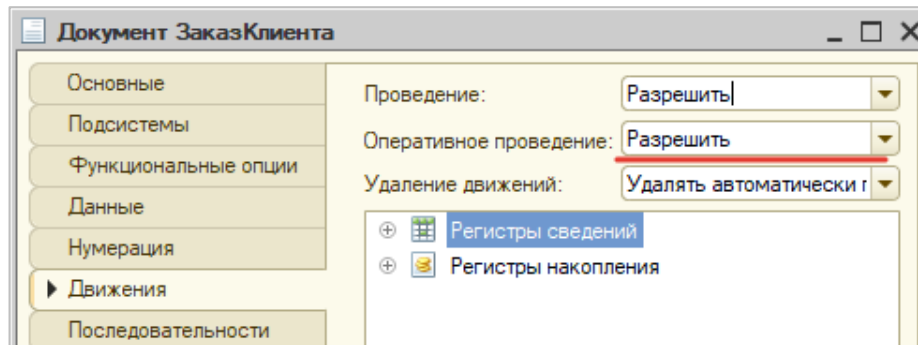 Документ ЗаказКлиента
Основные
Подсистемы
Функциональные опции
Данные
Нумерация
Движения
Последовательности
Проведение: Разрешить
Оперативное проведение: Разрешить
Удаление движений: Удалять автоматически г
Регистры сведений
Регистры накопления